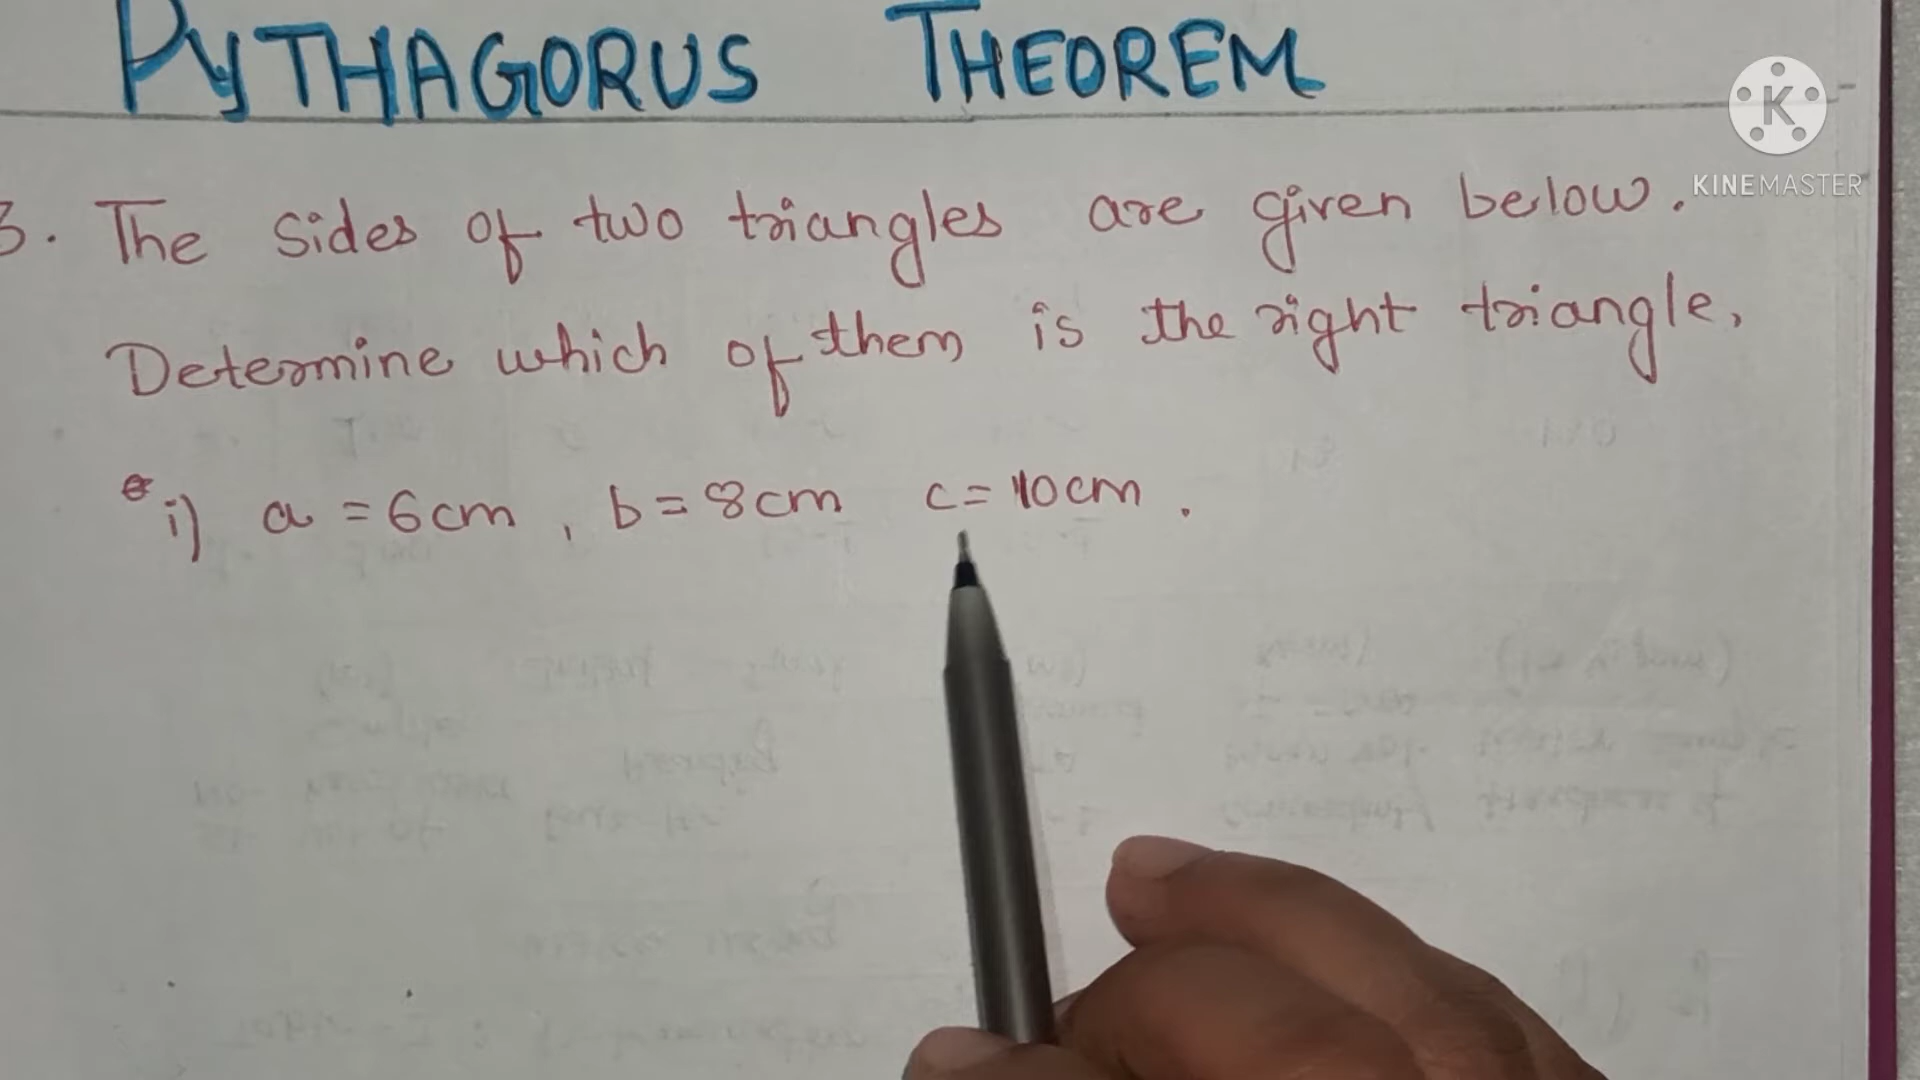 PYTHAGORUS THEOREM
KINEMASTER
3. The sides of two triangles are given below.
Determine which of them is the right triangle,
i) a = 6cm , b = 8cm c = 10cm .